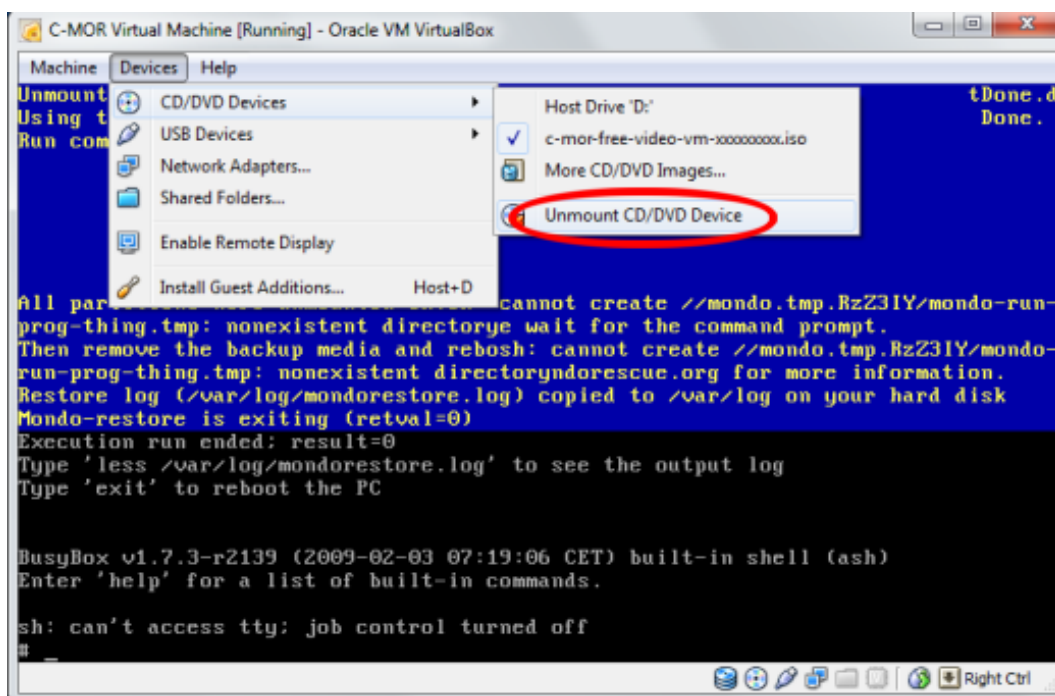 C-MOR Virtual Machine [Running] - Oracle VM VirtualBox
Machine Devices Help
Unmount
Using t
Run com
tDone.d
Done.
CD/DVD Devices
USB Devices
Network Adapters...
Shared Folders...
Enable Remote Display
Install Guest Additions... Host+D
Host Drive 'D:'
c-mor-free-video-vm-xxxxxxxxx.iso
More CD/DVD Images...
Unmount CD/DVD Device
All par cannot create //mondo.tmp.RzZ3IY/mondo-run-
prog-thing.tmp: nonexistent directorye wait for the command prompt.
Then remove the backup media and rebosh: cannot create //mondo.tmp.RzZ3IY/mondo-
run-prog-thing.tmp: nonexistent directoryndorescue.org for more information.
Restore log (/var/log/mondorestore.log) copied to /var/log on your hard disk
Mondo-restore is exiting (retval=0)
Execution run ended; result=0
Type 'less /var/log/mondorestore.log' to see the output log
Type 'exit' to reboot the PC
BusyBox v1.7.3-r2139 (2009-02-03 07:19:06 CET) built-in shell (ash)
Enter 'help' for a list of built-in commands.
sh: can't access tty; job control turned off
# _
Right Ctrl